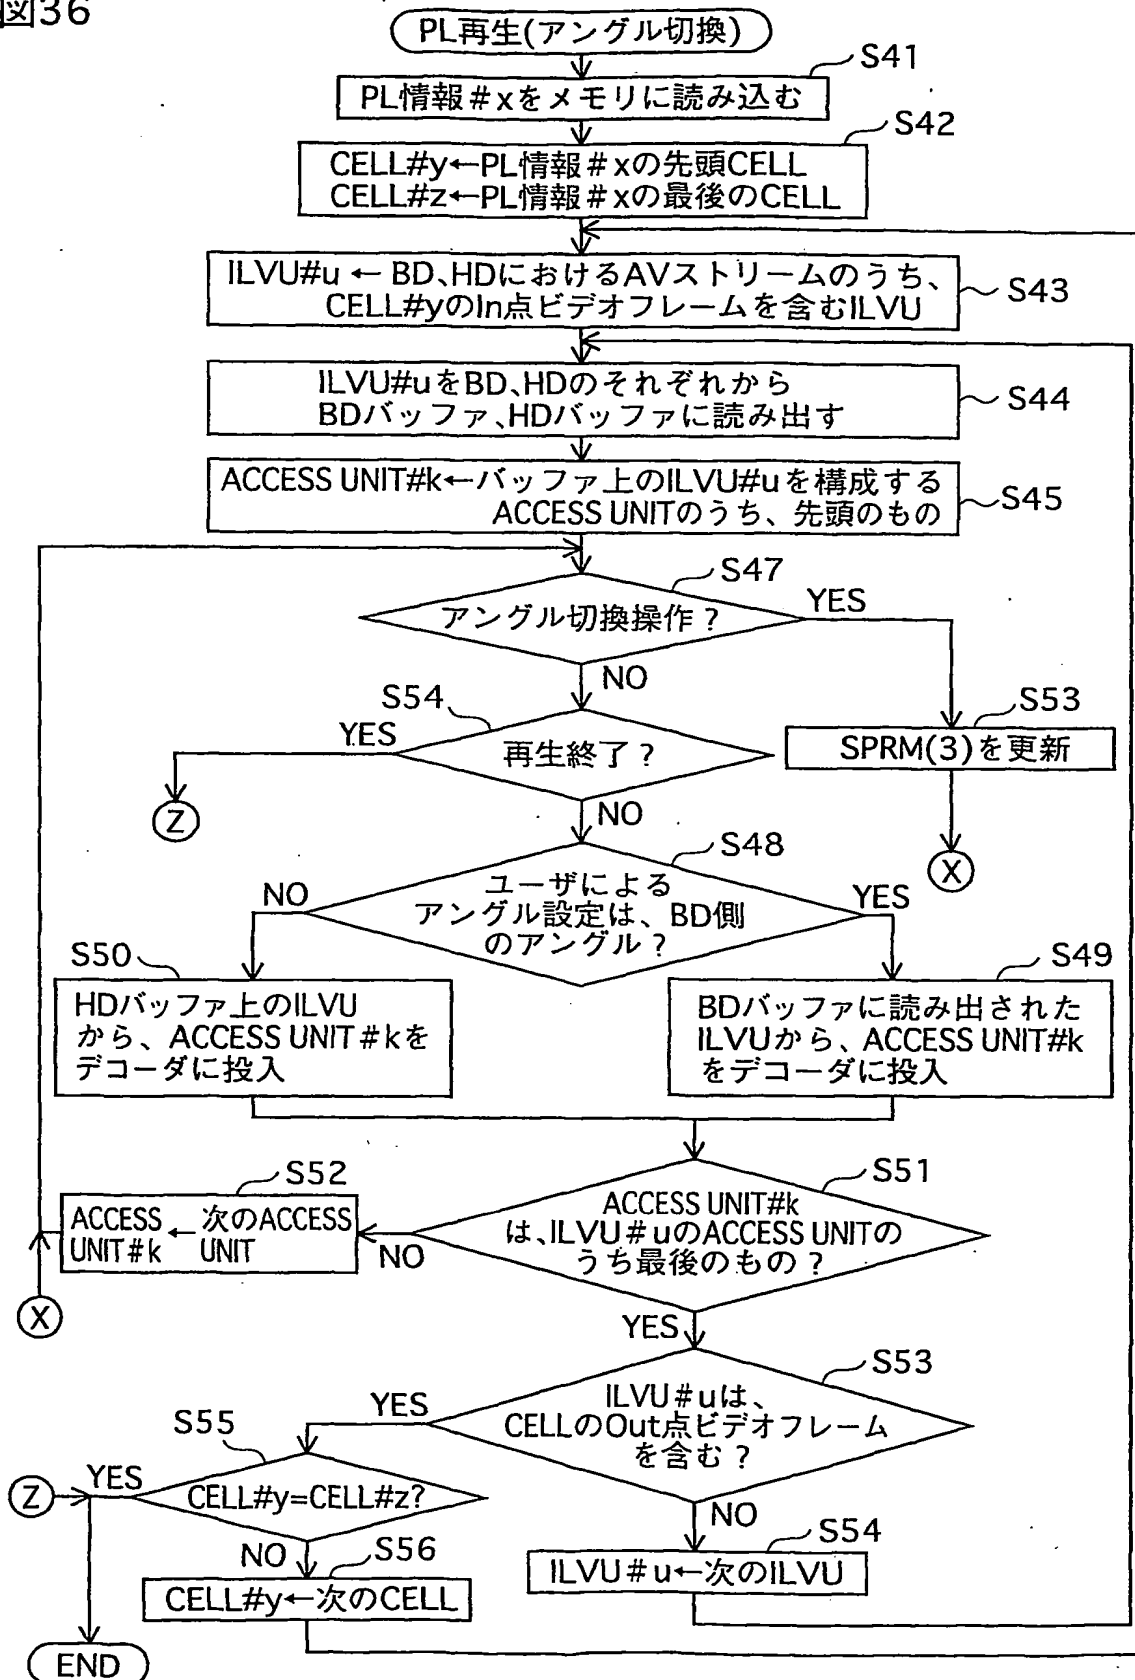 図36
PL再生(アングル切換)
S41
PL情報#xをメモリに読み込む
S42
CELL#y←PL情報#xの先頭CELL
CELL#z←PL情報#xの最後のCELL
S43
ILVU#u ← BD、HDにおけるAVストリームのうち、
CELL#yのIn点ビデオフレームを含むILVU
S44
ILVU#uをBD、HDのそれぞれから
BDバッファ、HDバッファに読み出す
S45
ACCESS UNIT#k←バッファ上のILVU#uを構成する
ACCESS UNITのうち、先頭のもの
S47
アングル切換操作?
YES
NO
S53
SPRM(3)を更新
X
S54
再生終了?
YES
Z
NO
S48
ユーザによる
アングル設定は、BD側
のアングル?
NO
YES
S50
HDバッファ上のILVU
から、ACCESS UNIT#kを
デコーダに投入
S49
BDバッファに読み出された
ILVUから、ACCESS UNIT#k
をデコーダに投入
S51
ACCESS UNIT#k
は、ILVU#uのACCESS UNITの
うち最後のもの?
NO
S52
ACCESS ← 次のACCESS
UNIT#k UNIT
X
YES
S53
ILVU#uは、
CELLのOut点ビデオフレーム
を含む?
YES
NO
S54
ILVU#u←次のILVU
S55
CELL#y=CELL#z?
YES
Z
NO
S56
CELL#y←次のCELL
END